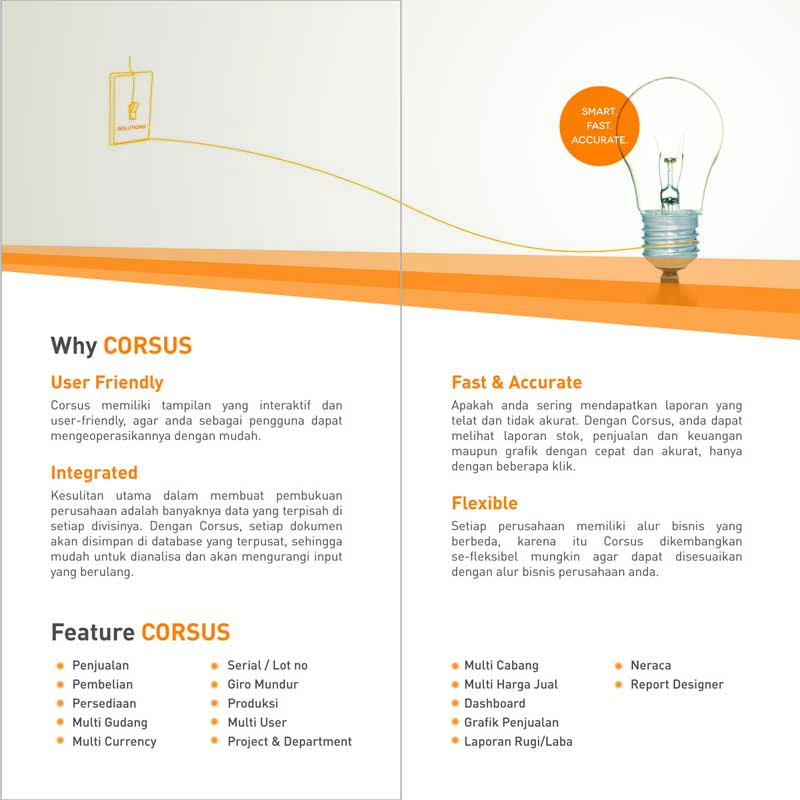 SOLUTIONS
SMART.
FAST.
ACCURATE.
Why CORSUS
User Friendly
Corsus memiliki tampilan yang interaktif dan
user-friendly, agar anda sebagai pengguna dapat
mengeoperasikannya dengan mudah.
Integrated
Kesulitan utama dalam membuat pembukuan
perusahaan adalah banyaknya data yang terpisah di
setiap divisinya. Dengan Corsus, setiap dokumen
akan disimpan di database yang terpusat, sehingga
mudah untuk dianalisa dan akan mengurangi input
yang berulang.
Fast & Accurate
Apakah anda sering mendapatkan laporan yang
telat dan tidak akurat. Dengan Corsus, anda dapat
melihat laporan stok, penjualan dan keuangan
maupun grafik dengan cepat dan akurat, hanya
dengan beberapa klik.
Flexible
Setiap perusahaan memiliki alur bisnis yang
berbeda, karena itu Corsus dikembangkan
se-fleksibel mungkin agar dapat disesuaikan
dengan alur bisnis perusahaan anda.
Feature CORSUS
Penjualan
Pembelian
Persediaan
Multi Gudang
Multi Currency
Serial / Lot no
Giro Mundur
Produksi
Multi User
Project & Department
Multi Cabang
Multi Harga Jual
Dashboard
Grafik Penjualan
Laporan Rugi/Laba
Neraca
Report Designer